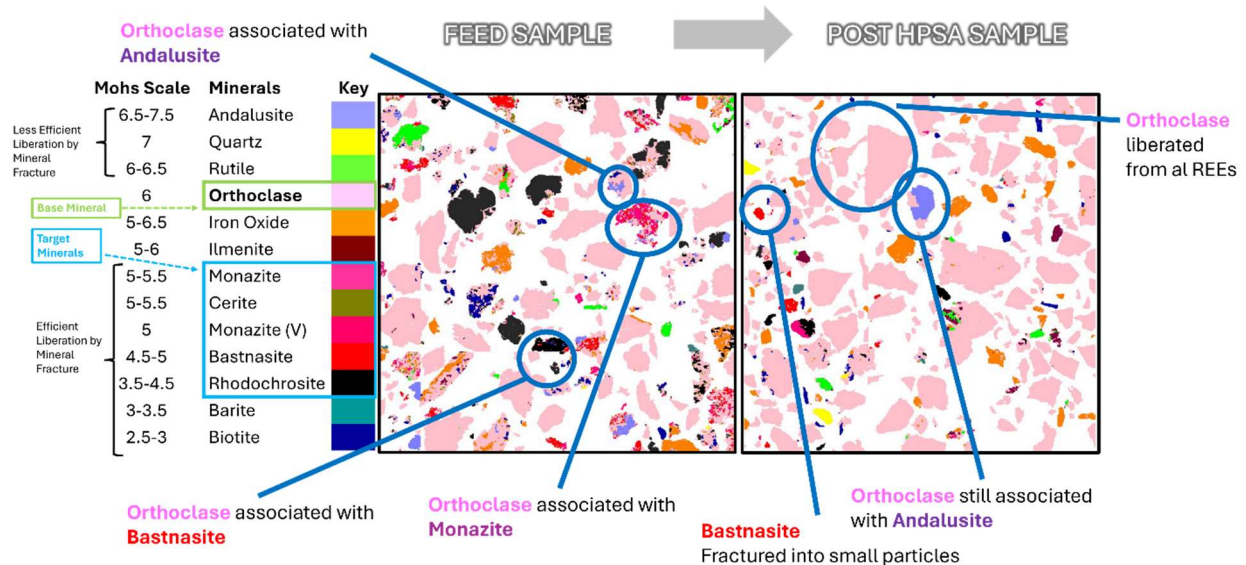 Orthoclase associated with
Andalusite
FEED SAMPLE
POST HPSA SAMPLE
Mohs Scale Minerals Key
Less Efficient
Liberation by
Mineral
Fracture
6.5-7.5 Andalusite
7 Quartz
6-6.5 Rutile
Base Mineral
6 Orthoclase
5-6.5 Iron Oxide
Target
Minerals
5-6 Ilmenite
5-5.5 Monazite
5-5.5 Cerite
Efficient
Liberation by
Mineral
Fracture
5 Monazite (V)
4.5-5 Bastnasite
3.5-4.5 Rhodochrosite
3-3.5 Barite
2.5-3 Biotite
Orthoclase
liberated
from al REEs
Orthoclase associated with
Bastnasite
Orthoclase associated with
Monazite
Bastnasite
Fractured into small particles
Orthoclase still associated
with Andalusite